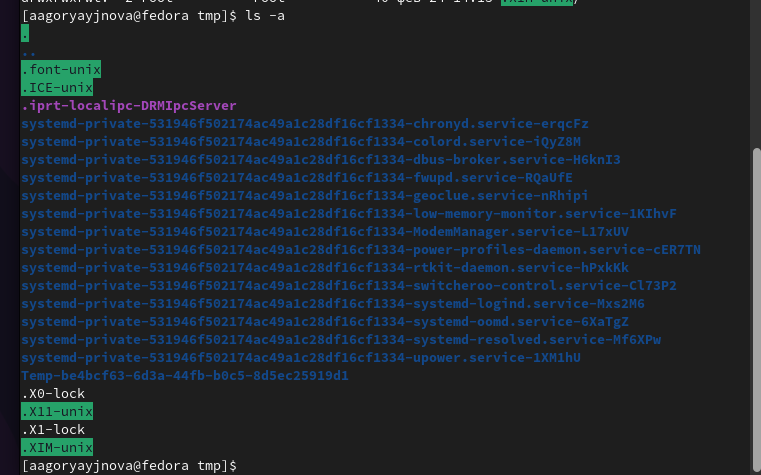 [aagoryayjnova@fedora tmp]$ ls -a
.
..
.font-unix
.ICE-unix
.iprt-localipc-DRMIpcServer
systemd-private-531946f502174ac49a1c28df16cf1334-chronyd.service-erqcFz
systemd-private-531946f502174ac49a1c28df16cf1334-colord.service-iQyZ8M
systemd-private-531946f502174ac49a1c28df16cf1334-dbus-broker.service-H6knI3
systemd-private-531946f502174ac49a1c28df16cf1334-fwupd.service-RQaUfE
systemd-private-531946f502174ac49a1c28df16cf1334-geoclue.service-nRhipi
systemd-private-531946f502174ac49a1c28df16cf1334-low-memory-monitor.service-1KIhvF
systemd-private-531946f502174ac49a1c28df16cf1334-ModemManager.service-L17xUV
systemd-private-531946f502174ac49a1c28df16cf1334-power-profiles-daemon.service-cER7TN
systemd-private-531946f502174ac49a1c28df16cf1334-rtkit-daemon.service-hPxkKk
systemd-private-531946f502174ac49a1c28df16cf1334-switcheroo-control.service-Cl73P2
systemd-private-531946f502174ac49a1c28df16cf1334-systemd-logind.service-Mxs2M6
systemd-private-531946f502174ac49a1c28df16cf1334-systemd-oomd.service-6XaTgZ
systemd-private-531946f502174ac49a1c28df16cf1334-systemd-resolved.service-Mf6XPw
systemd-private-531946f502174ac49a1c28df16cf1334-upower.service-1XM1hU
Temp-be4bcf63-6d3a-44fb-b0c5-8d5ec25919d1
.X0-lock
.X11-unix
.X1-lock
.XIM-unix
[aagoryayjnova@fedora tmp]$